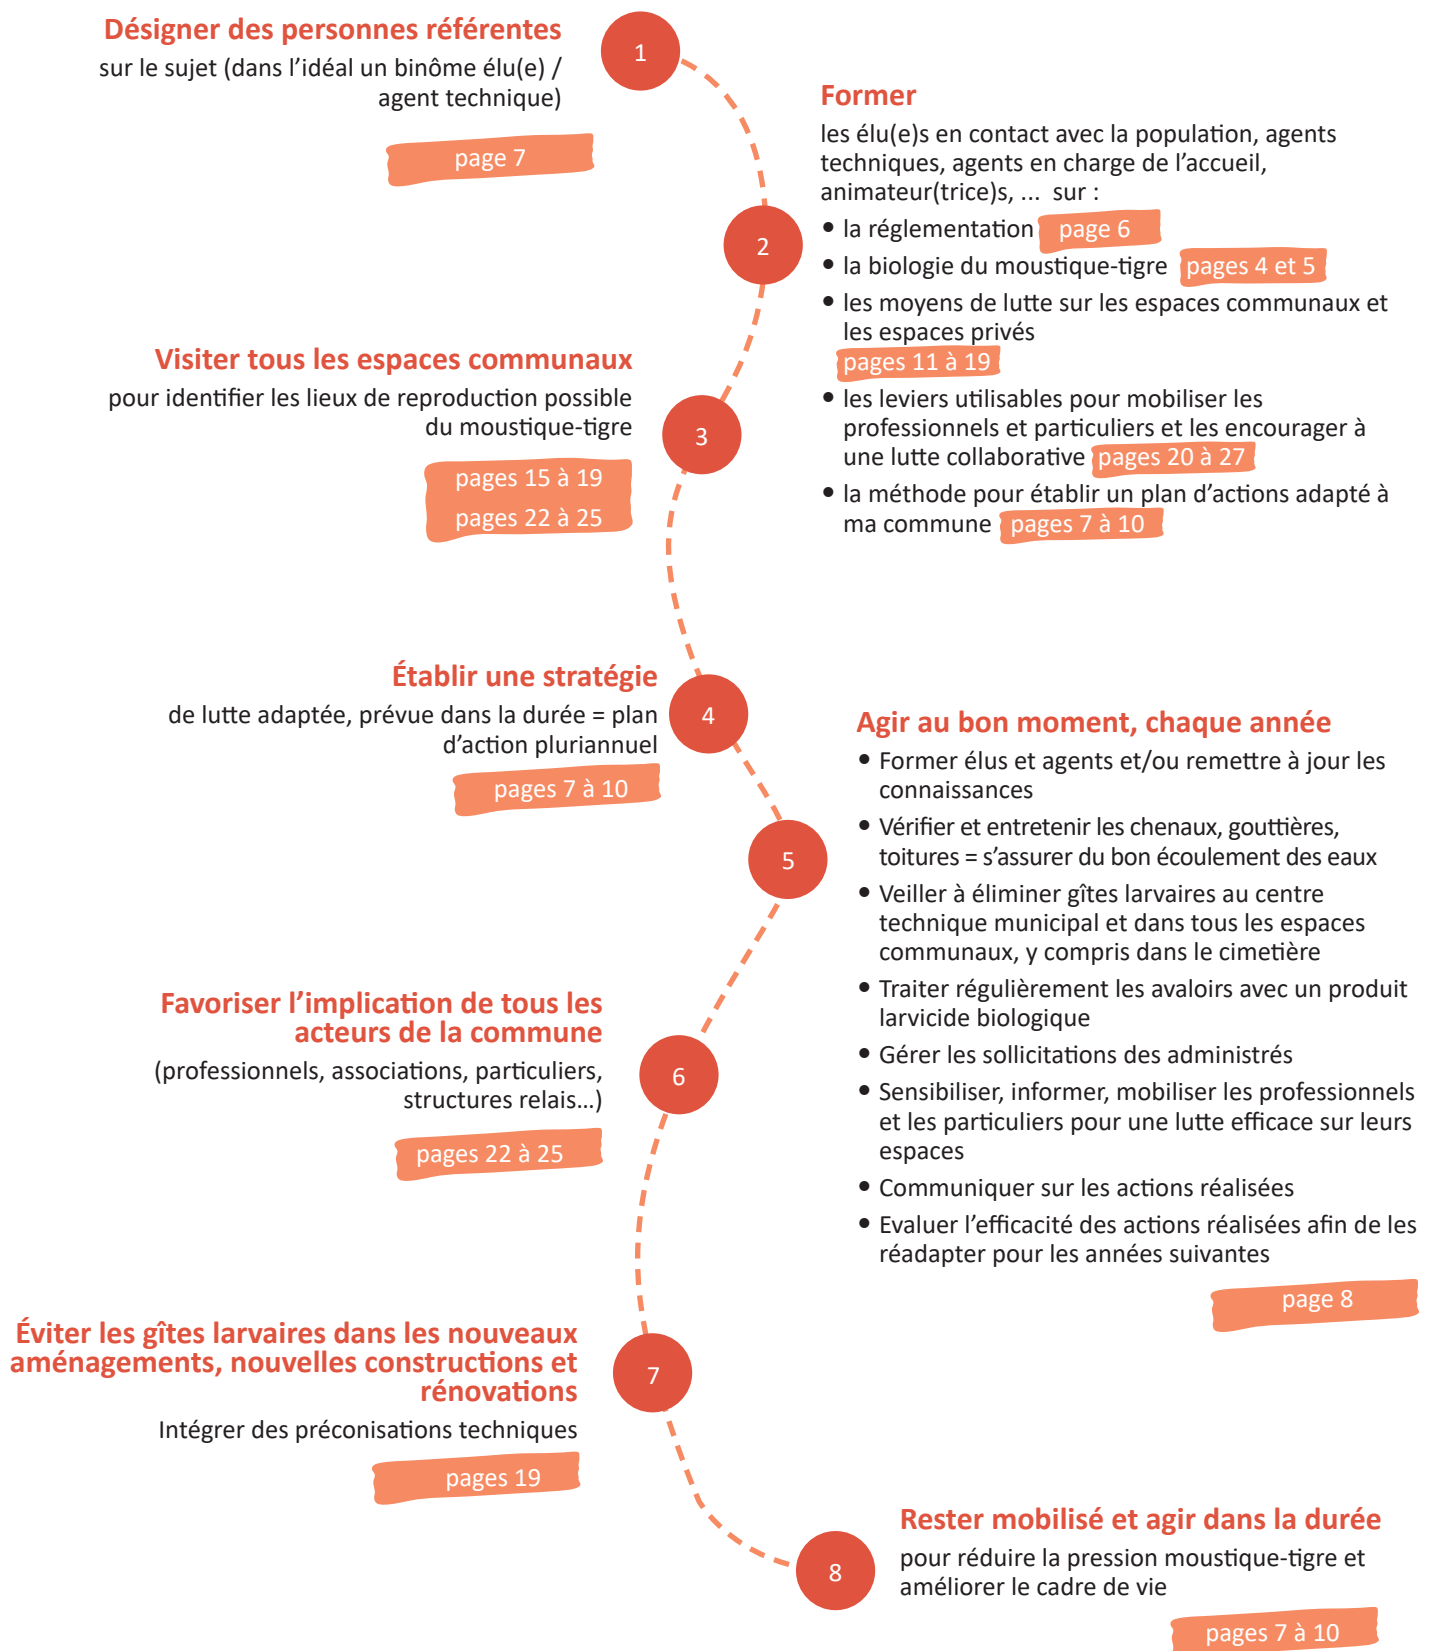 Désigner des personnes référentes
sur le sujet (dans l’idéal un binôme élu(e) /
agent technique)
page 7
1
Former
les élu(e)s en contact avec la population, agents
techniques, agents en charge de l’accueil,
animateur(trice)s, ... sur :
• la réglementation page 6
• la biologie du moustique-tigre pages 4 et 5
• les moyens de lutte sur les espaces communaux et
les espaces privés
pages 11 à 19
• les leviers utilisables pour mobiliser les
professionnels et particuliers et les encourager à
une lutte collaborative pages 20 à 27
• la méthode pour établir un plan d’actions adapté à
ma commune pages 7 à 10
2
Visiter tous les espaces communaux
pour identifier les lieux de reproduction possible
du moustique-tigre
pages 15 à 19
pages 22 à 25
3
Établir une stratégie
de lutte adaptée, prévue dans la durée = plan
d’action pluriannuel
pages 7 à 10
4
Agir au bon moment, chaque année
• Former élus et agents et/ou remettre à jour les
connaissances
• Vérifier et entretenir les chenaux, gouttières,
toitures = s’assurer du bon écoulement des eaux
• Veiller à éliminer gîtes larvaires au centre
technique municipal et dans tous les espaces
communaux, y compris dans le cimetière
• Traiter régulièrement les avaloirs avec un produit
larvicide biologique
• Gérer les sollicitations des administrés
• Sensibiliser, informer, mobiliser les professionnels
et les particuliers pour une lutte efficace sur leurs
espaces
• Communiquer sur les actions réalisées
• Evaluer l’efficacité des actions réalisées afin de les
réadapter pour les années suivantes
page 8
5
Favoriser l’implication de tous les
acteurs de la commune
(professionnels, associations, particuliers,
structures relais…)
pages 22 à 25
6
Éviter les gîtes larvaires dans les nouveaux
aménagements, nouvelles constructions et
rénovations
Intégrer des préconisations techniques
pages 19
7
Rester mobilisé et agir dans la durée
pour réduire la pression moustique-tigre et
améliorer le cadre de vie
pages 7 à 10
8